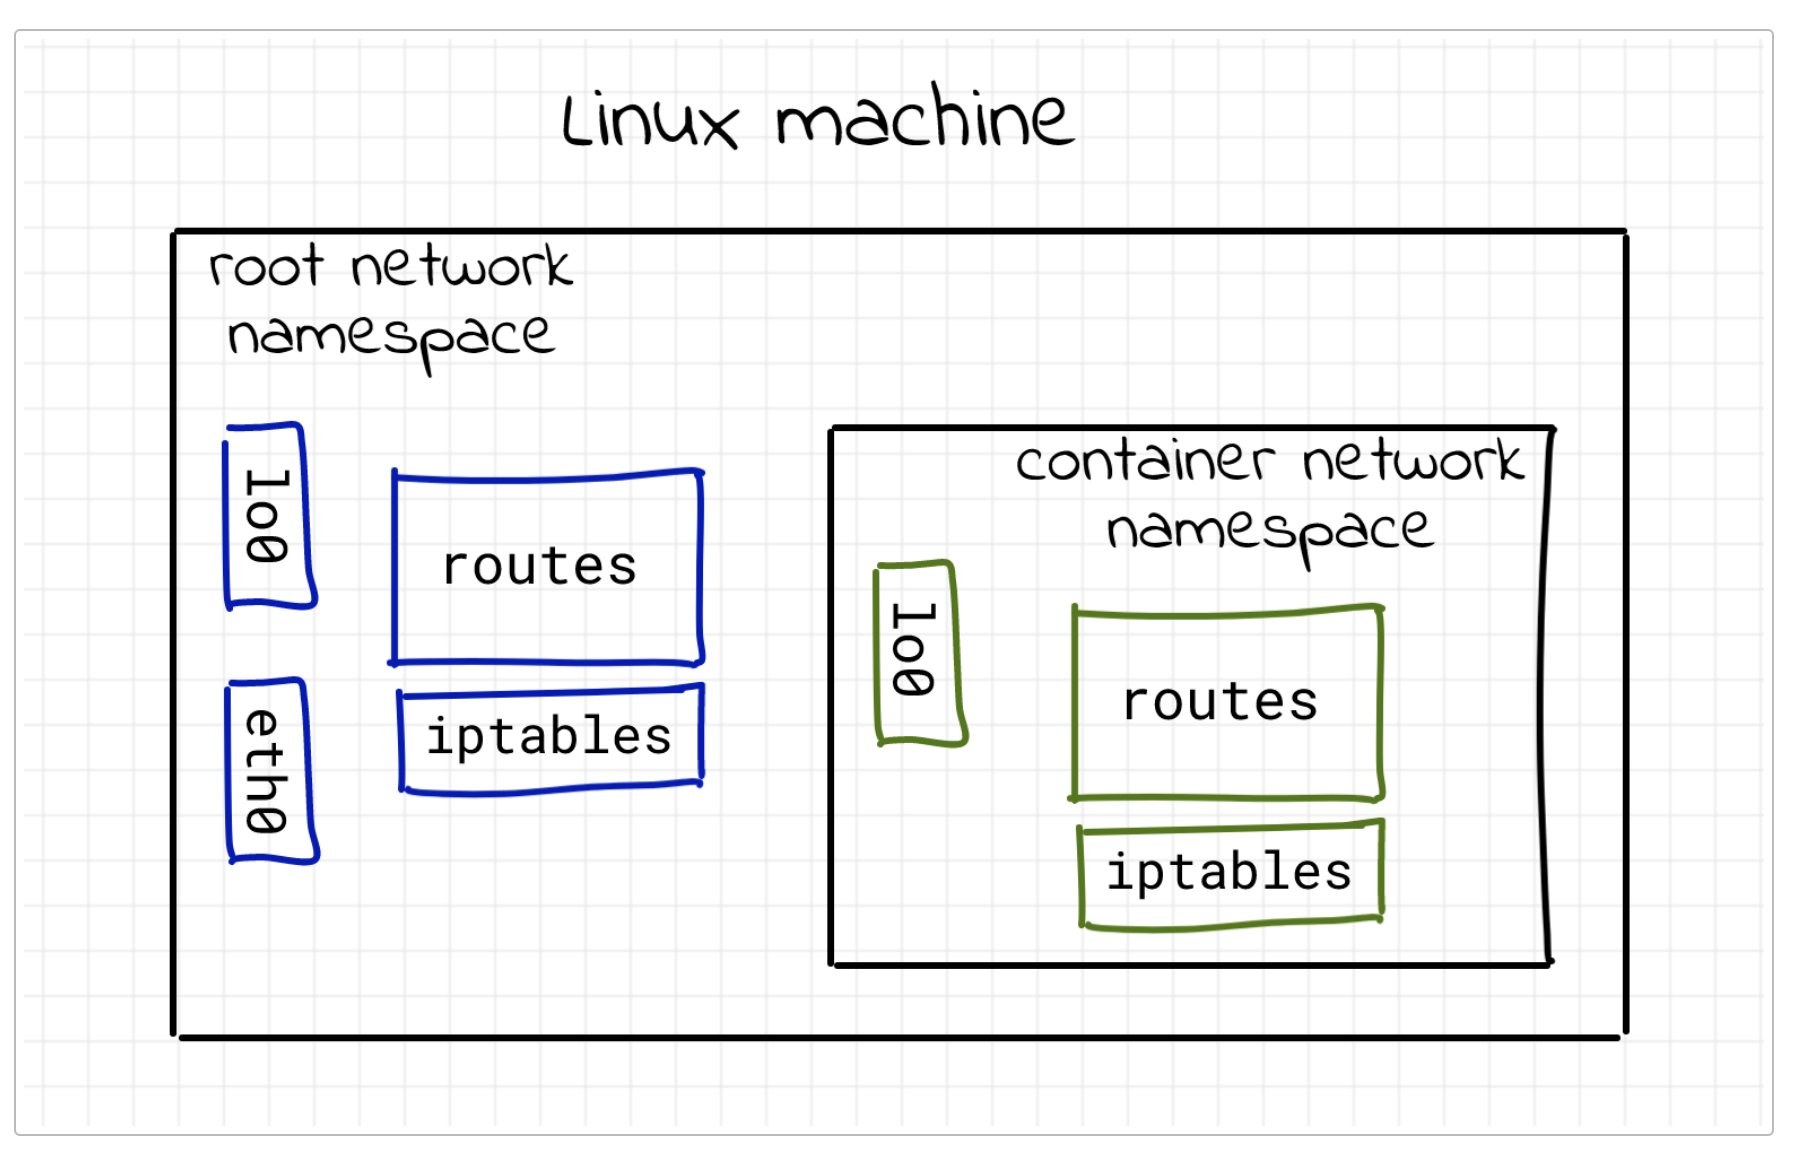 Linux machine
root network
namespace
lo0
routes
iptables
eth0
container network
namespace
lo0
routes
iptables